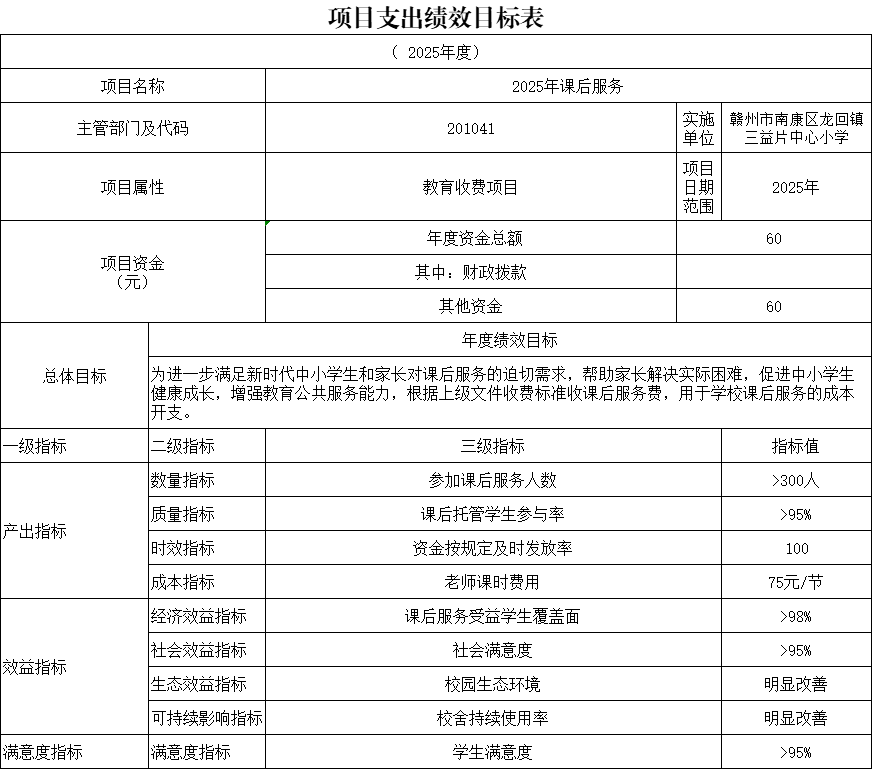 项目支出绩效目标表
（ 2025年度）
项目名称 2025年课后服务
主管部门及代码 201041 实施单位 赣州市南康区龙回镇三益片中心小学
项目属性 教育收费项目 项目日期范围 2025年
项目资金（元） 年度资金总额 60
其中：财政拨款
其他资金 60
总体目标 年度绩效目标
为进一步满足新时代中小学生和家长对课后服务的迫切需求，帮助家长解决实际困难，促进中小学生
健康成长，增强教育公共服务能力，根据上级文件收费标准收课后服务费，用于学校课后服务的成本
开支。
一级指标 二级指标 三级指标 指标值
产出指标 数量指标 参加课后服务人数 >300人
质量指标 课后托管学生参与率 >95%
时效指标 资金按规定及时发放率 100
成本指标 老师课时费用 75元/节
效益指标 经济效益指标 课后服务受益学生覆盖面 >98%
社会效益指标 社会满意度 >95%
生态效益指标 校园生态环境 明显改善
可持续影响指标 校舍持续使用率 明显改善
满意度指标 满意度指标 学生满意度 >95%